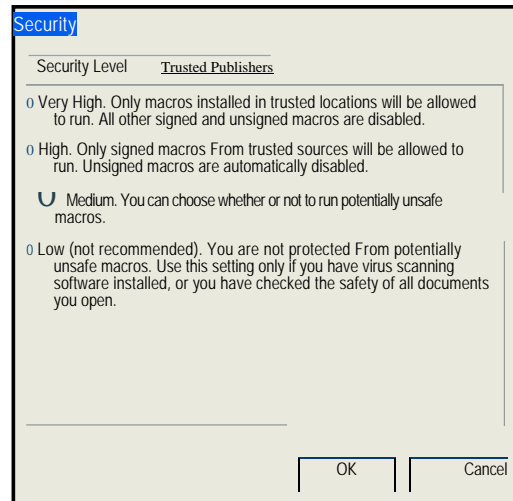 Security
Security Level Trusted Publishers
0 Very High. Only macros installed in trusted locations will be allowed
to run. All other signed and unsigned macros are disabled.
0 High. Only signed macros From trusted sources will be allowed to
run. Unsigned macros are automatically disabled.
U Medium. You can choose whether or not to run potentially unsafe
macros.
0 Low (not recommended). You are not protected From potentially
unsafe macros. Use this setting only if you have virus scanning
software installed, or you have checked the safety of all documents
you open.
OK Cancel